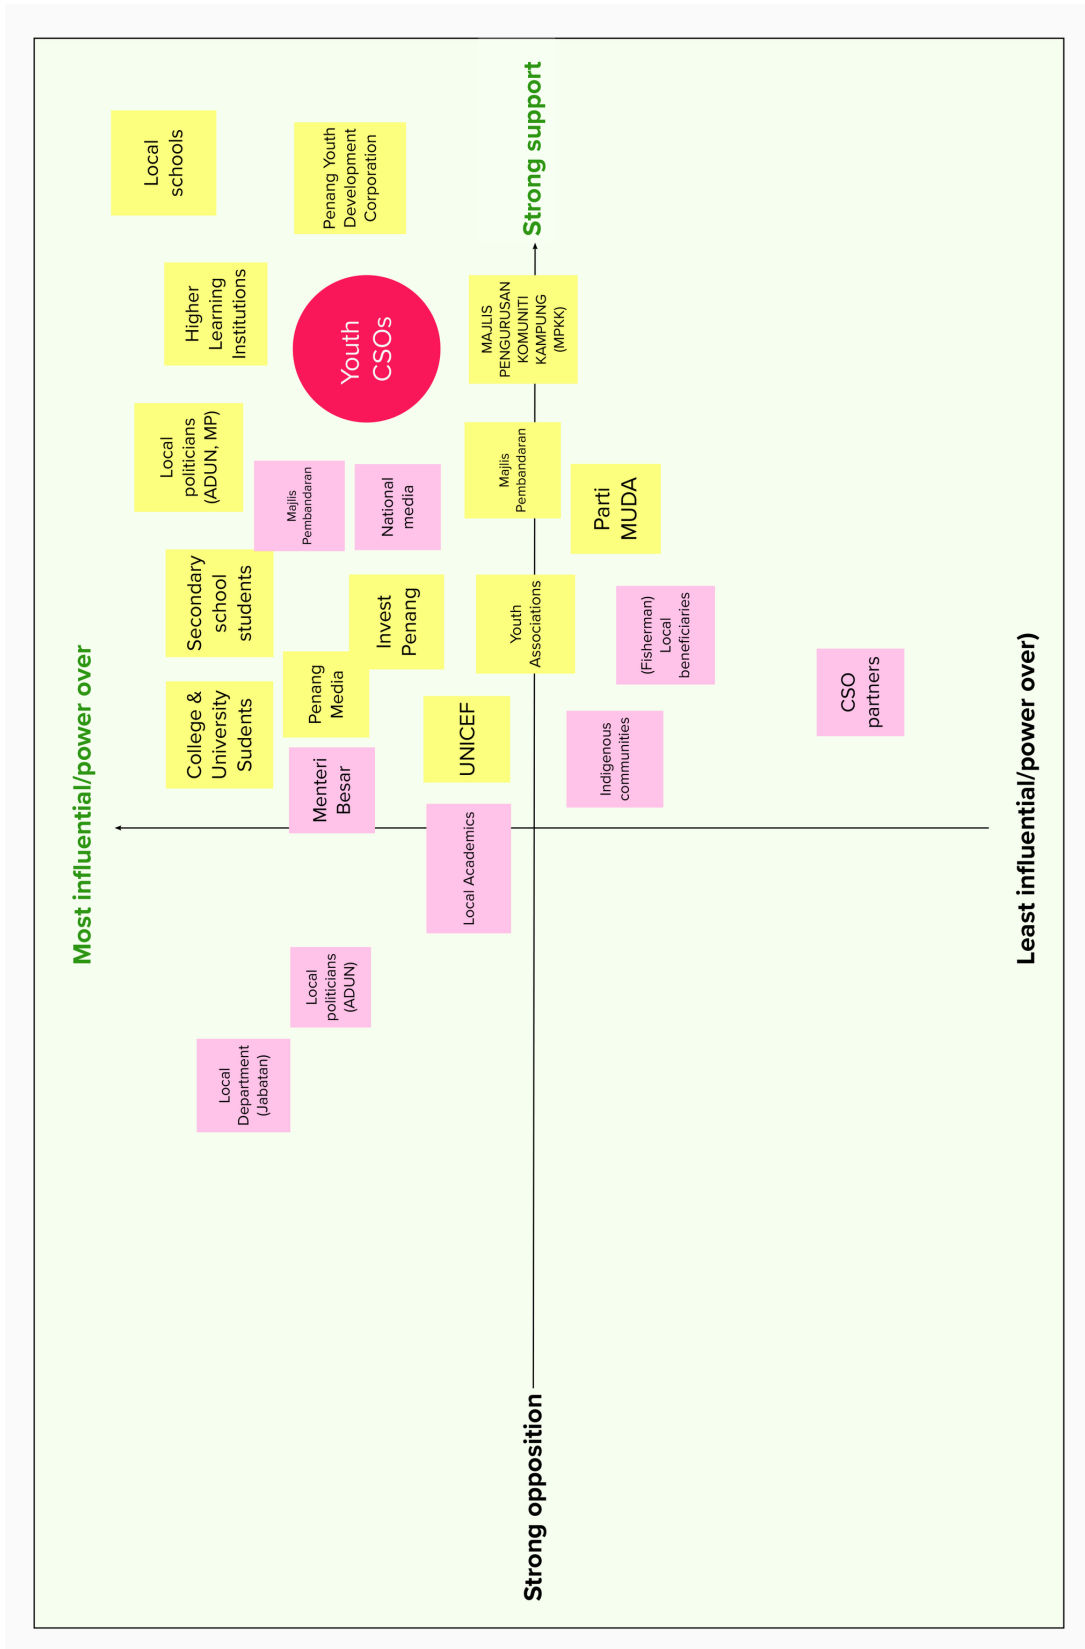 Most influential/power over
Local
schools
Higher
Learning
Institutions
Penang Youth
Development
Corporation
Local
politicians
(ADUN, MP)
Youth
CSOs
Secondary
school
students
Majlis
Pembandaran
National
media
College &
University
Sudents
Penang
Media
Invest
Penang
Menteri
Besar
UNICEF
Local Academics
Local
politicians
(ADUN)
Local
Department
(Jabatan)
Strong opposition
Youth
Associations
Majlis
Pembandaran
MAJLIS
PENGURUSAN
KOMUNITI
KAMPUNG
(MPKK)
Strong support
Indigenous
communities
(Fisherman)
Local
beneficiaries
Parti
MUDA
CSO
partners
Least influential/power over)